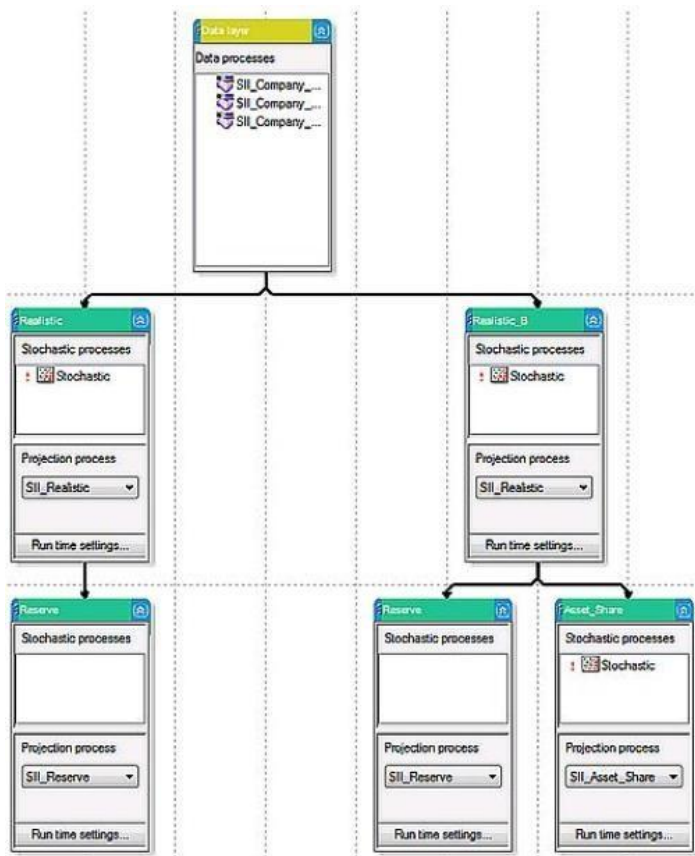 Data layer
Data processes
SII_Company_...
SII_Company_...
SII_Company_...
Realistic
Stochastic processes
! Stochastic
Projection process
SII_Realistic
Run time settings...
Realistic_B
Stochastic processes
! Stochastic
Projection process
SII_Realistic
Run time settings...
Reserve
Stochastic processes
Projection process
SII_Reserve
Run time settings...
Reserve
Stochastic processes
Projection process
SII_Reserve
Run time settings...
Asset_Share
Stochastic processes
! Stochastic
Projection process
SII_Asset_Share
Run time settings...